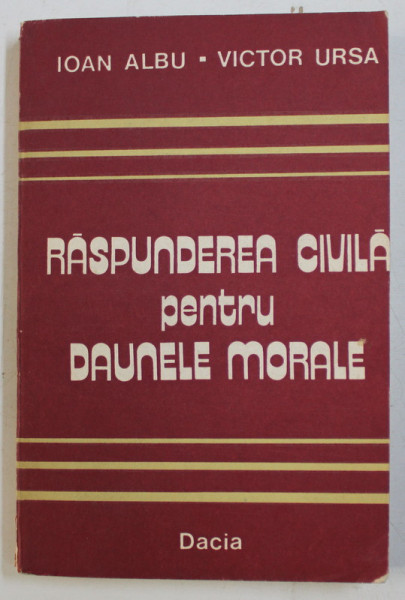 IOAN ALBU ▪ VICTOR URSA
RĂSPUNDEREA CIVILĂ
pentru
DAUNELE MORALE
Dacia